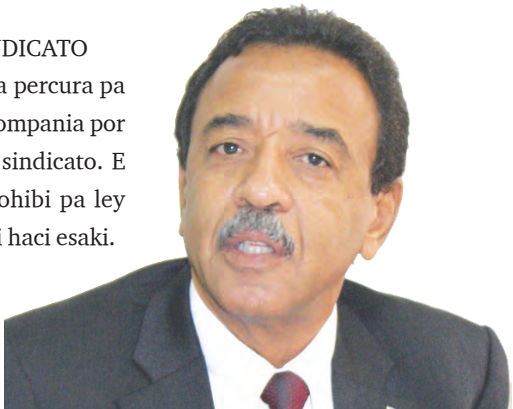 NDICATO
a percura pa
ompania por
sindicato. E
ohibi pa ley
i haci esaki.